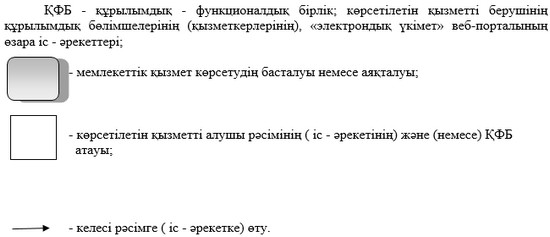 ҚФБ - құрылымдық - функционалдық бірлік; көрсетілетін қызметті берушінің
құрылымдық бөлімшелерінің (қызметкерлерінің), «электрондық үкімет» веб-порталының
өзара іс - әрекеттері;
- мемлекеттік қызмет көрсетудің басталуы немесе аяқталуы;
- көрсетілетін қызметті алушы рәсімінің ( іс - әрекетінің) және (немесе) ҚФБ
атауы;
- келесі рәсімге ( іс - әрекетке) өту.